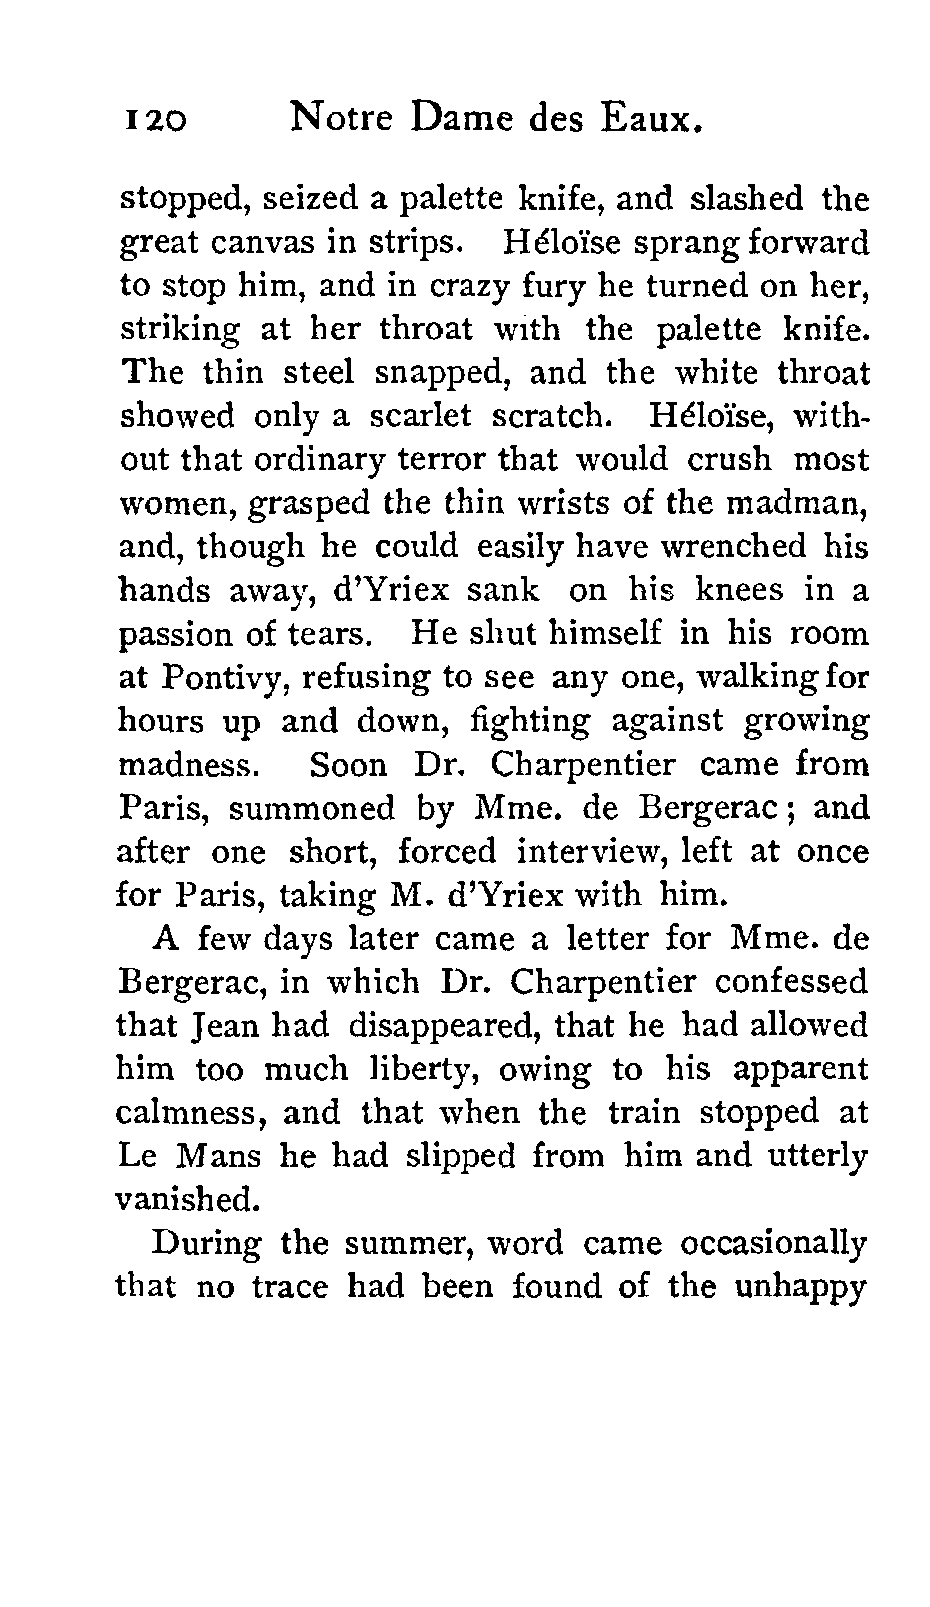 120 Notre Dame des Eaux.
stopped, seized a palette knife, and slashed the
great canvas in strips. Héloïse sprang forward
to stop him, and in crazy fury he turned on her,
striking at her throat with the palette knife.
The thin steel snapped, and the white throat
showed only a scarlet scratch. Héloïse, with-
out that ordinary terror that would crush most
women, grasped the thin wrists of the madman,
and, though he could easily have wrenched his
hands away, d'Yriex sank on his knees in a
passion of tears. He shut himself in his room
at Pontivy, refusing to see any one, walking for
hours up and down, fighting against growing
madness. Soon Dr. Charpentier came from
Paris, summoned by Mme. de Bergerac; and
after one short, forced interview, left at once
for Paris, taking M. d'Yriex with him.
A few days later came a letter for Mme. de
Bergerac, in which Dr. Charpentier confessed
that Jean had disappeared, that he had allowed
him too much liberty, owing to his apparent
calmness, and that when the train stopped at
Le Mans he had slipped from him and utterly
vanished.
During the summer, word came occasionally
that no trace had been found of the unhappy